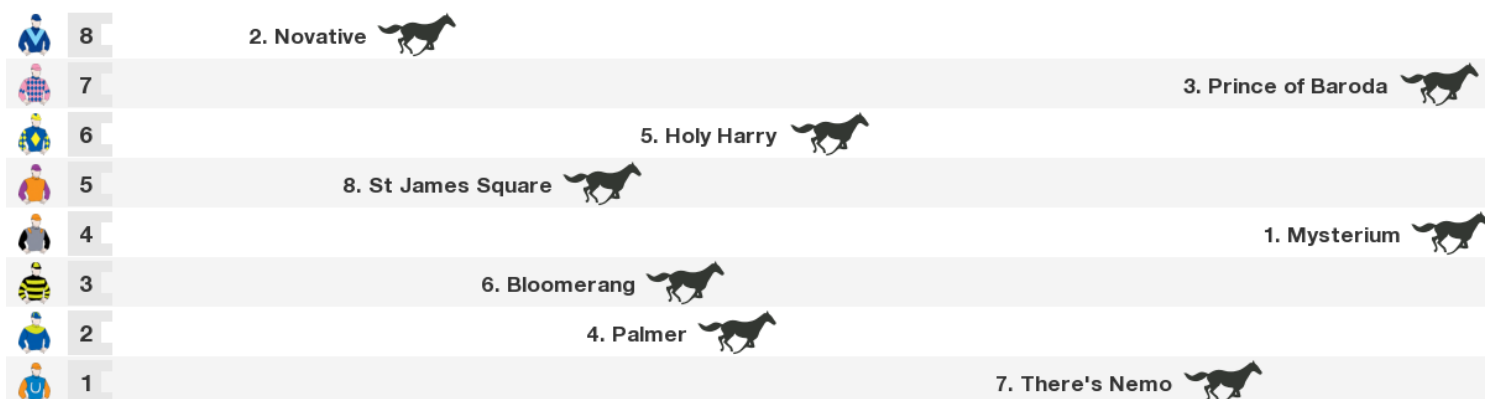 8 2. Novative
7 3. Prince of Baroda
6 5. Holy Harry
5 8. St James Square
4 1. Mysterium
3 6. Bloomerang
2 4. Palmer
1 7. There's Nemo